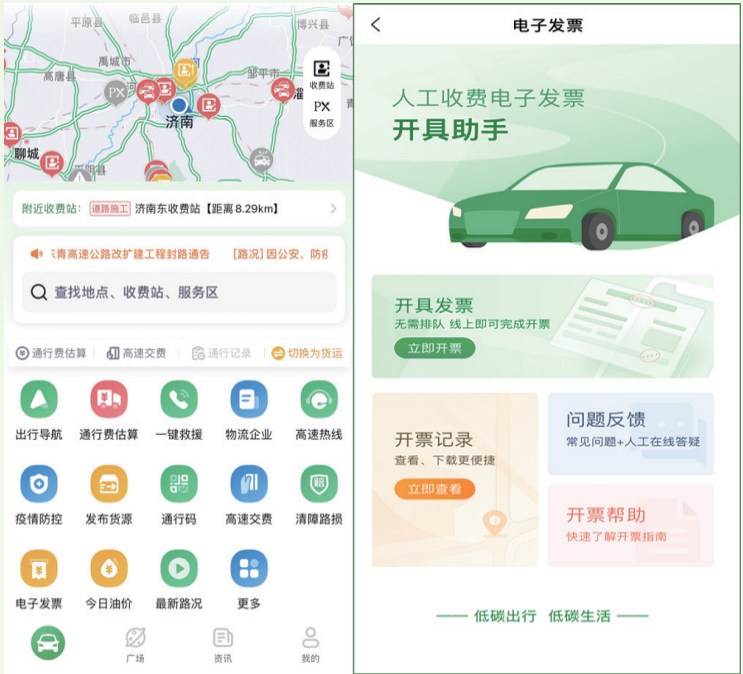 平原县
临邑县
博兴县
禹城市
高唐县
邹平市
PX
济南
聊城
收费站
PX
服务区
附近收费站： 道路施工 济南东收费站【距离8.29km】
青高速公路改扩建工程封路通告 [路况]因公安、防疫
查找地点、收费站、服务区
通行费估算 高速交费 通行记录 切换为货运
出行导航 通行费估算 一键救援 物流企业 高速热线
疫情防控 发布货源 通行码 高速交费 清障路损
电子发票 今日油价 最新路况 更多
广场 资讯 我的
电子发票
人工收费电子发票
开具助手
开具发票
无需排队 线上即可完成开票
立即开票
开票记录
查看、下载更便捷
立即查看
问题反馈
常见问题+人工在线答疑
开票帮助
快速了解开票指南
低碳出行 低碳生活